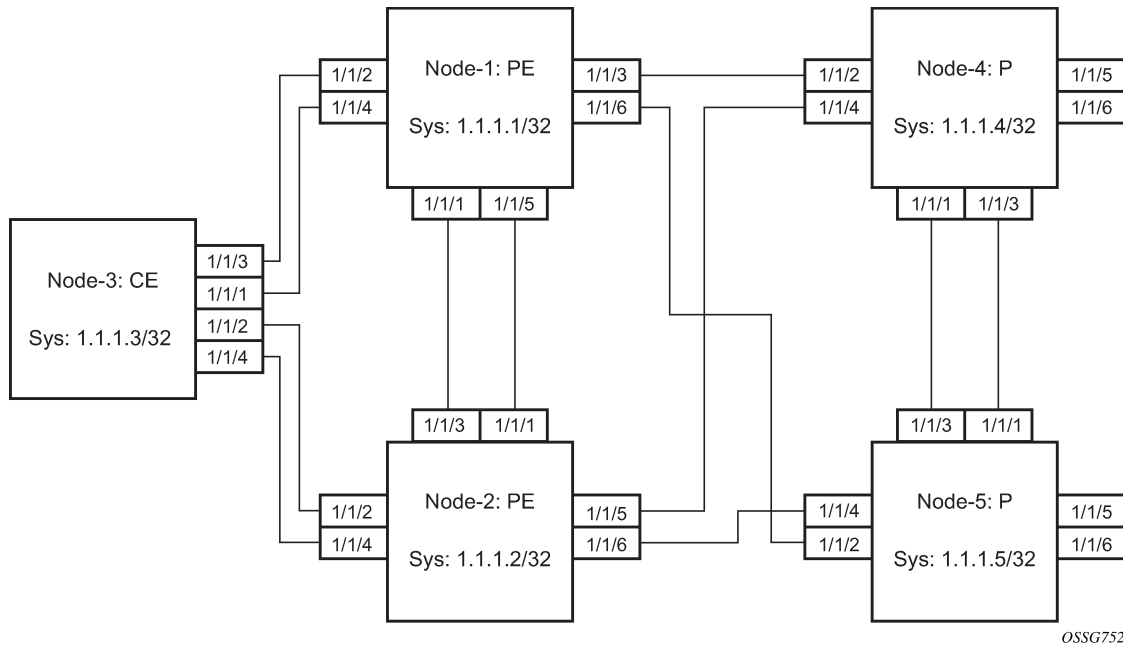 1/1/2
1/1/4
Node-1: PE
Sys: 1.1.1.1/32
1/1/3
1/1/6
1/1/1
1/1/5
1/1/2
1/1/4
Node-4: P
Sys: 1.1.1.4/32
1/1/5
1/1/6
1/1/1
1/1/3
Node-3: CE
Sys: 1.1.1.3/32
1/1/3
1/1/1
1/1/2
1/1/4
1/1/3
1/1/1
1/1/2
1/1/4
Node-2: PE
Sys: 1.1.1.2/32
1/1/5
1/1/6
1/1/3
1/1/1
1/1/4
1/1/2
Node-5: P
Sys: 1.1.1.5/32
1/1/5
1/1/6
OSSG752